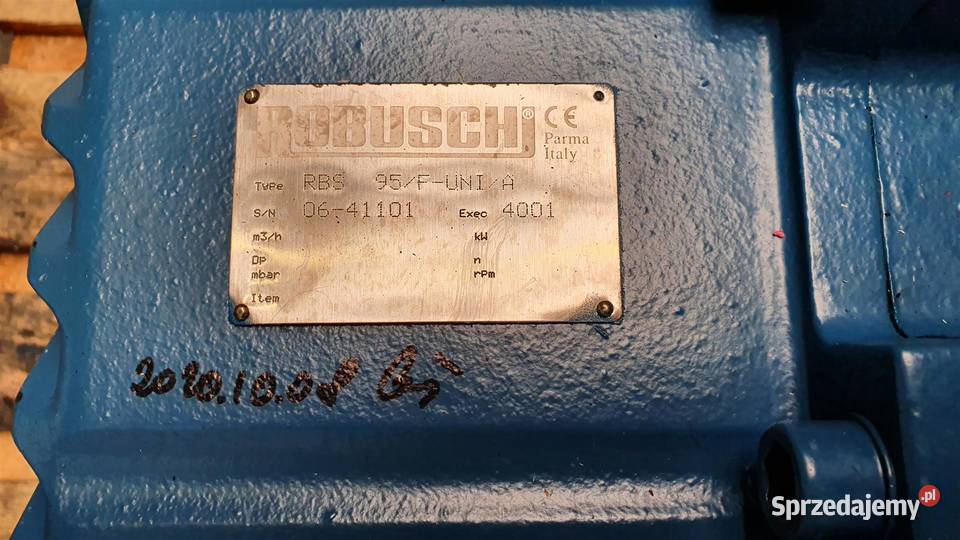 ROBUSCH® CE
Parma
Italy
Type RBS 95/F-UNI/A
S/N 06-41101 Exec 4001
m3/h kW
Dp n
mbar rpm
Item
2020.10.08
Sprzedajemy.pl